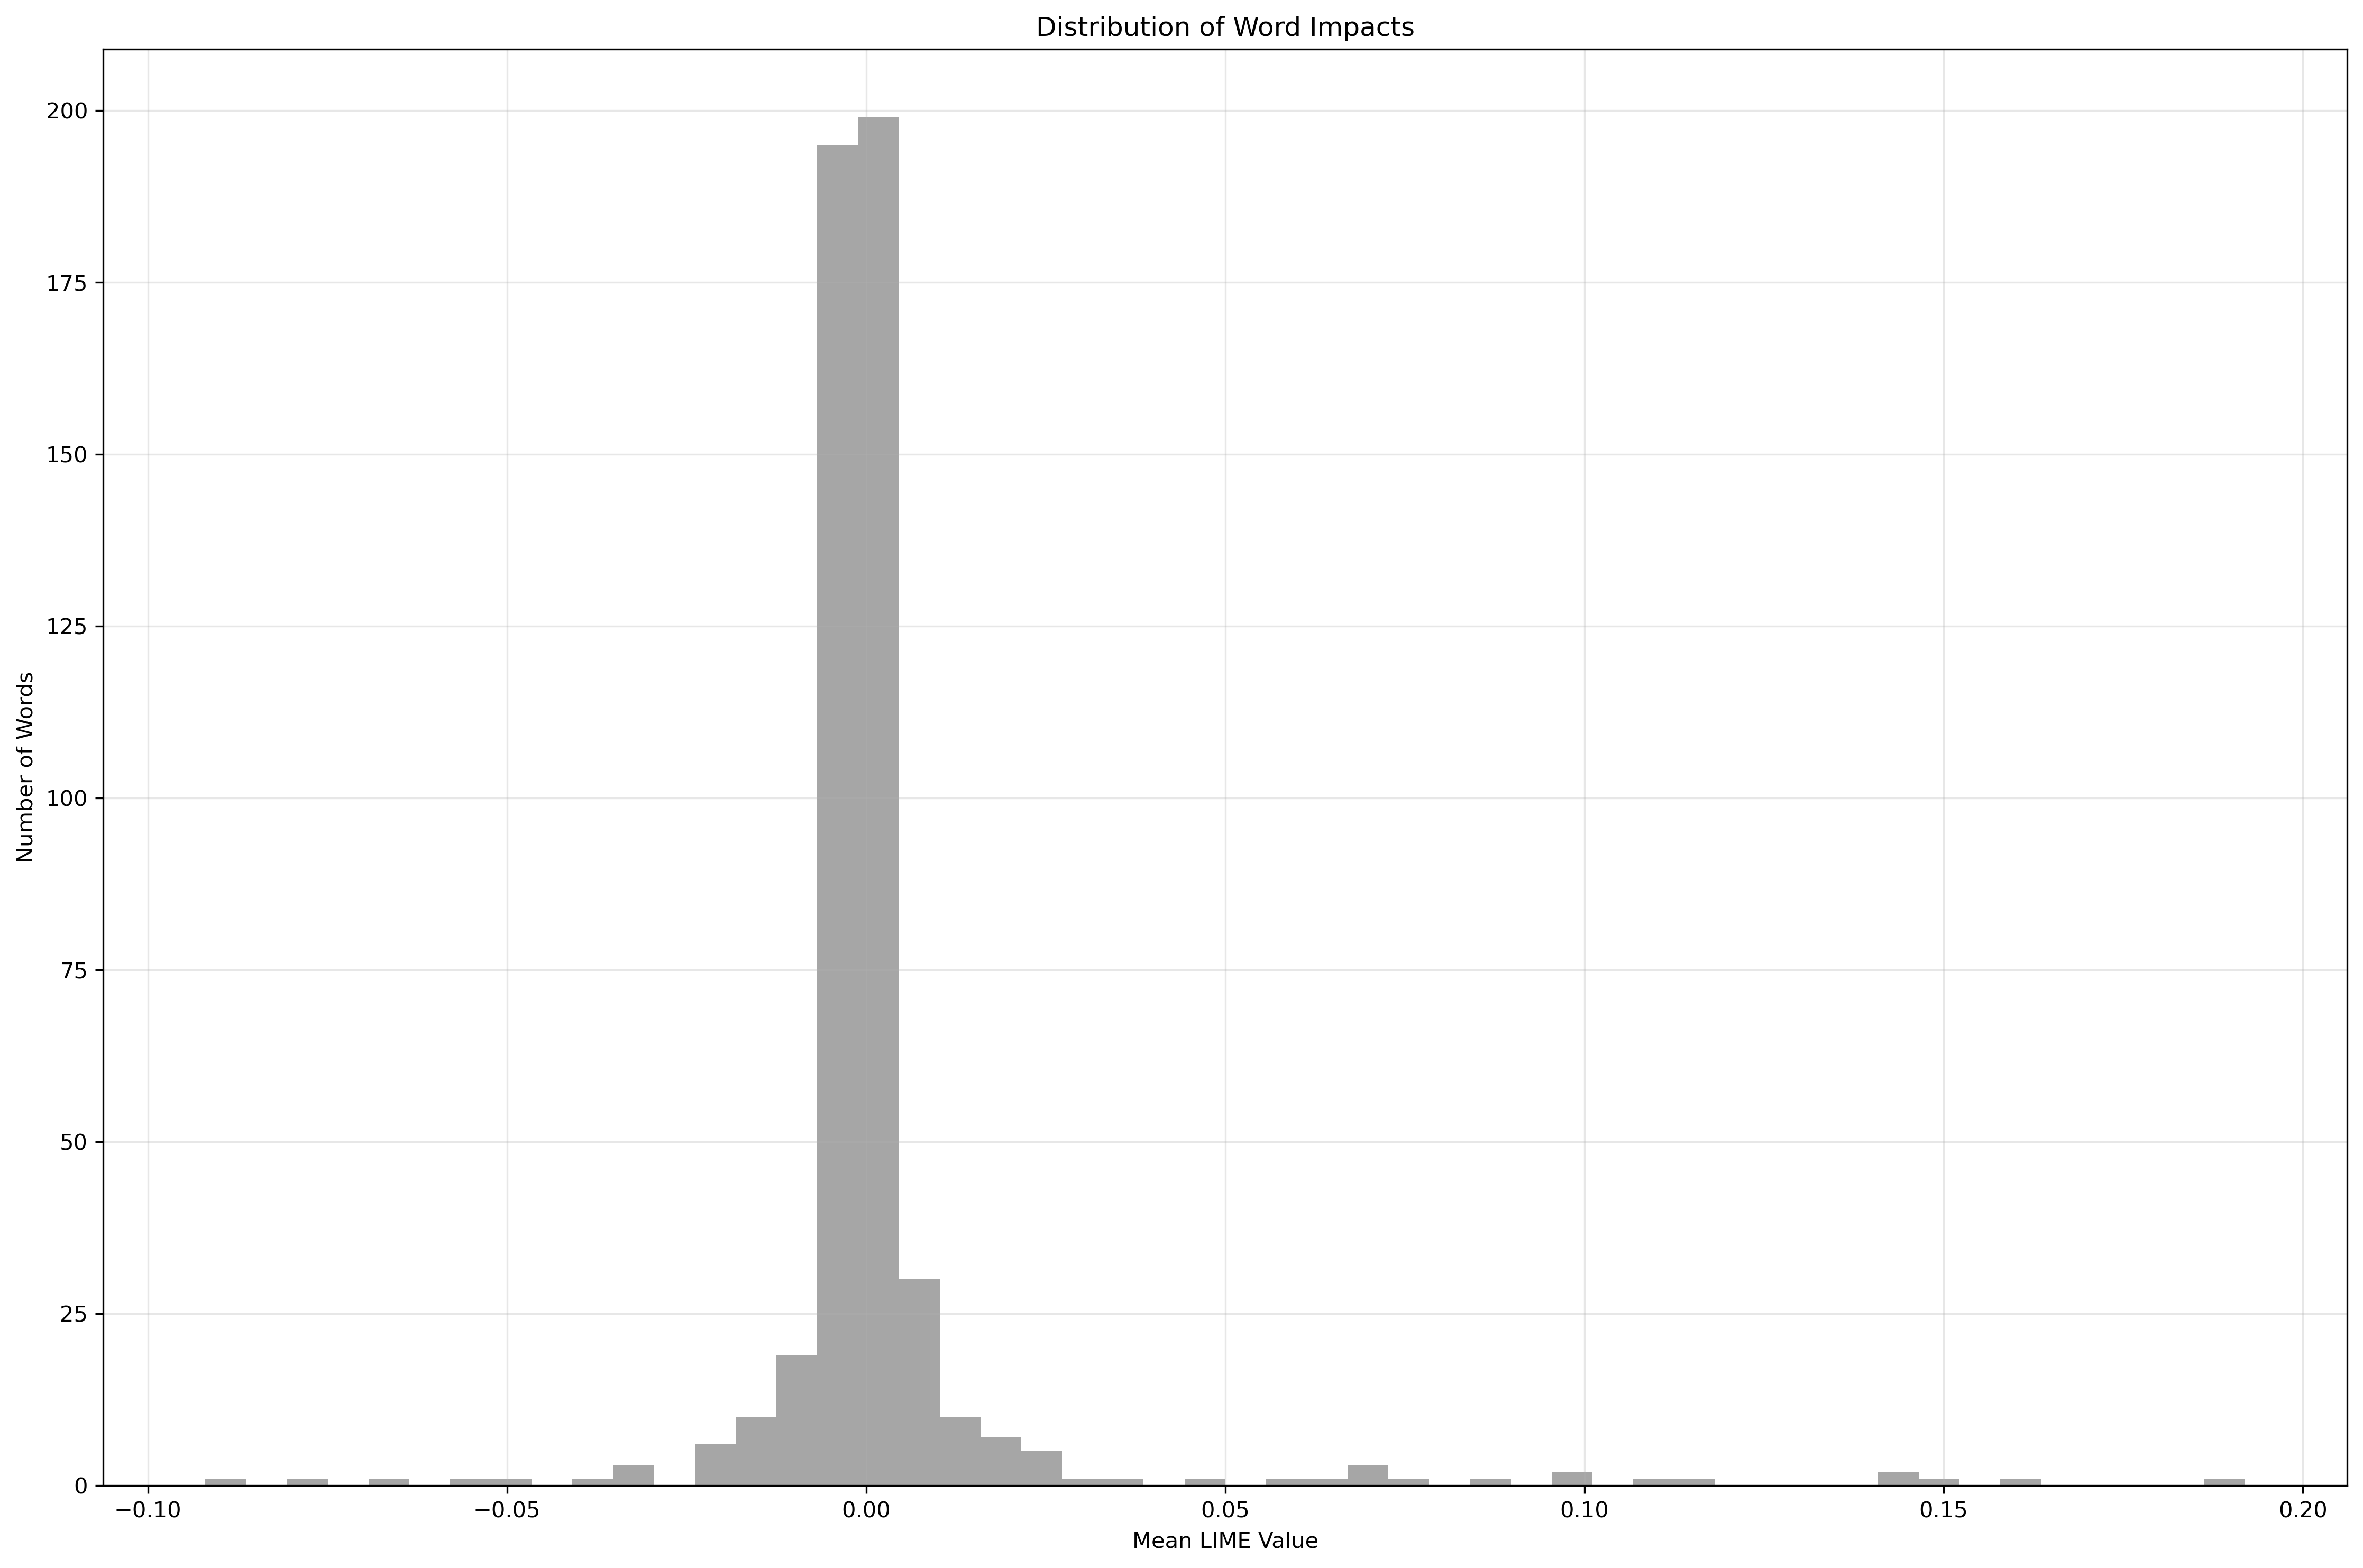 Distribution of Word Impacts
200
175
150
125
100
75
50
25
0
Number of Words
−0.10 −0.05 0.00 0.05 0.10 0.15 0.20
Mean LIME Value